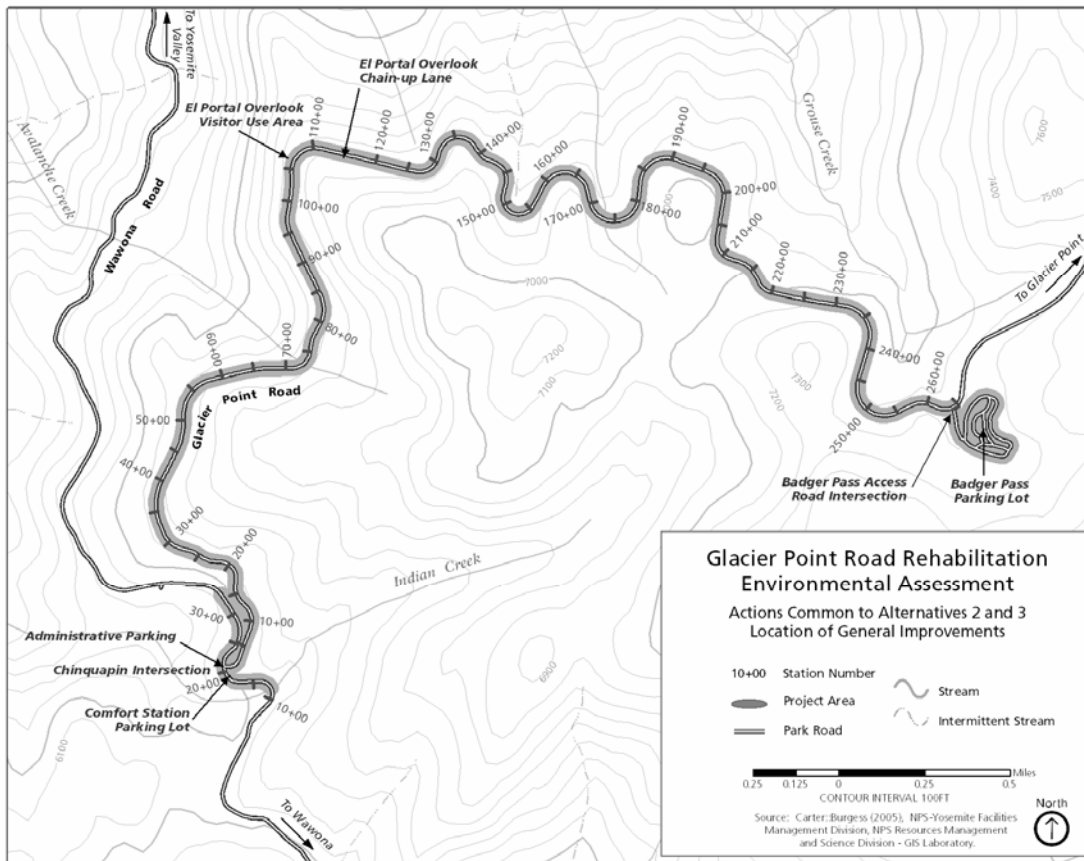 To Yosemite
Valley
El Portal Overlook
Chain-up Lane
El Portal Overlook
Visitor Use Area
110+00
120+00
130+00
140+00
190+00
Grouse Creek
7600
7400
7500
Avalanche Creek
Wawona Road
100+00
150+00
160+00
170+00
180+00
200+00
210+00
90+00
220+00
230+00
To Glacier Point
7000
80+00
70+00
60+00
7200
7100
240+00
7300
7200
260+00
Glacier Point Road
50+00
250+00
40+00
Badger Pass Access
Road Intersection
Badger Pass
Parking Lot
30+00
20+00
Indian Creek
30+00
10+00
Administrative Parking
Chinquapin Intersection
20+00
10+00
Comfort Station
Parking Lot
6900
6100
To Wawona
Glacier Point Road Rehabilitation
Environmental Assessment
Actions Common to Alternatives 2 and 3
Location of General Improvements
10+00 Station Number
Project Area
Park Road
Stream
Intermittent Stream
Miles
0.25 0.125 0 0.25 0.5
CONTOUR INTERVAL 100FT
North
Source: Carter::Burgess (2005), NPS-Yosemite Facilities
Management Division, NPS Resources Management
and Science Division - GIS Laboratory.